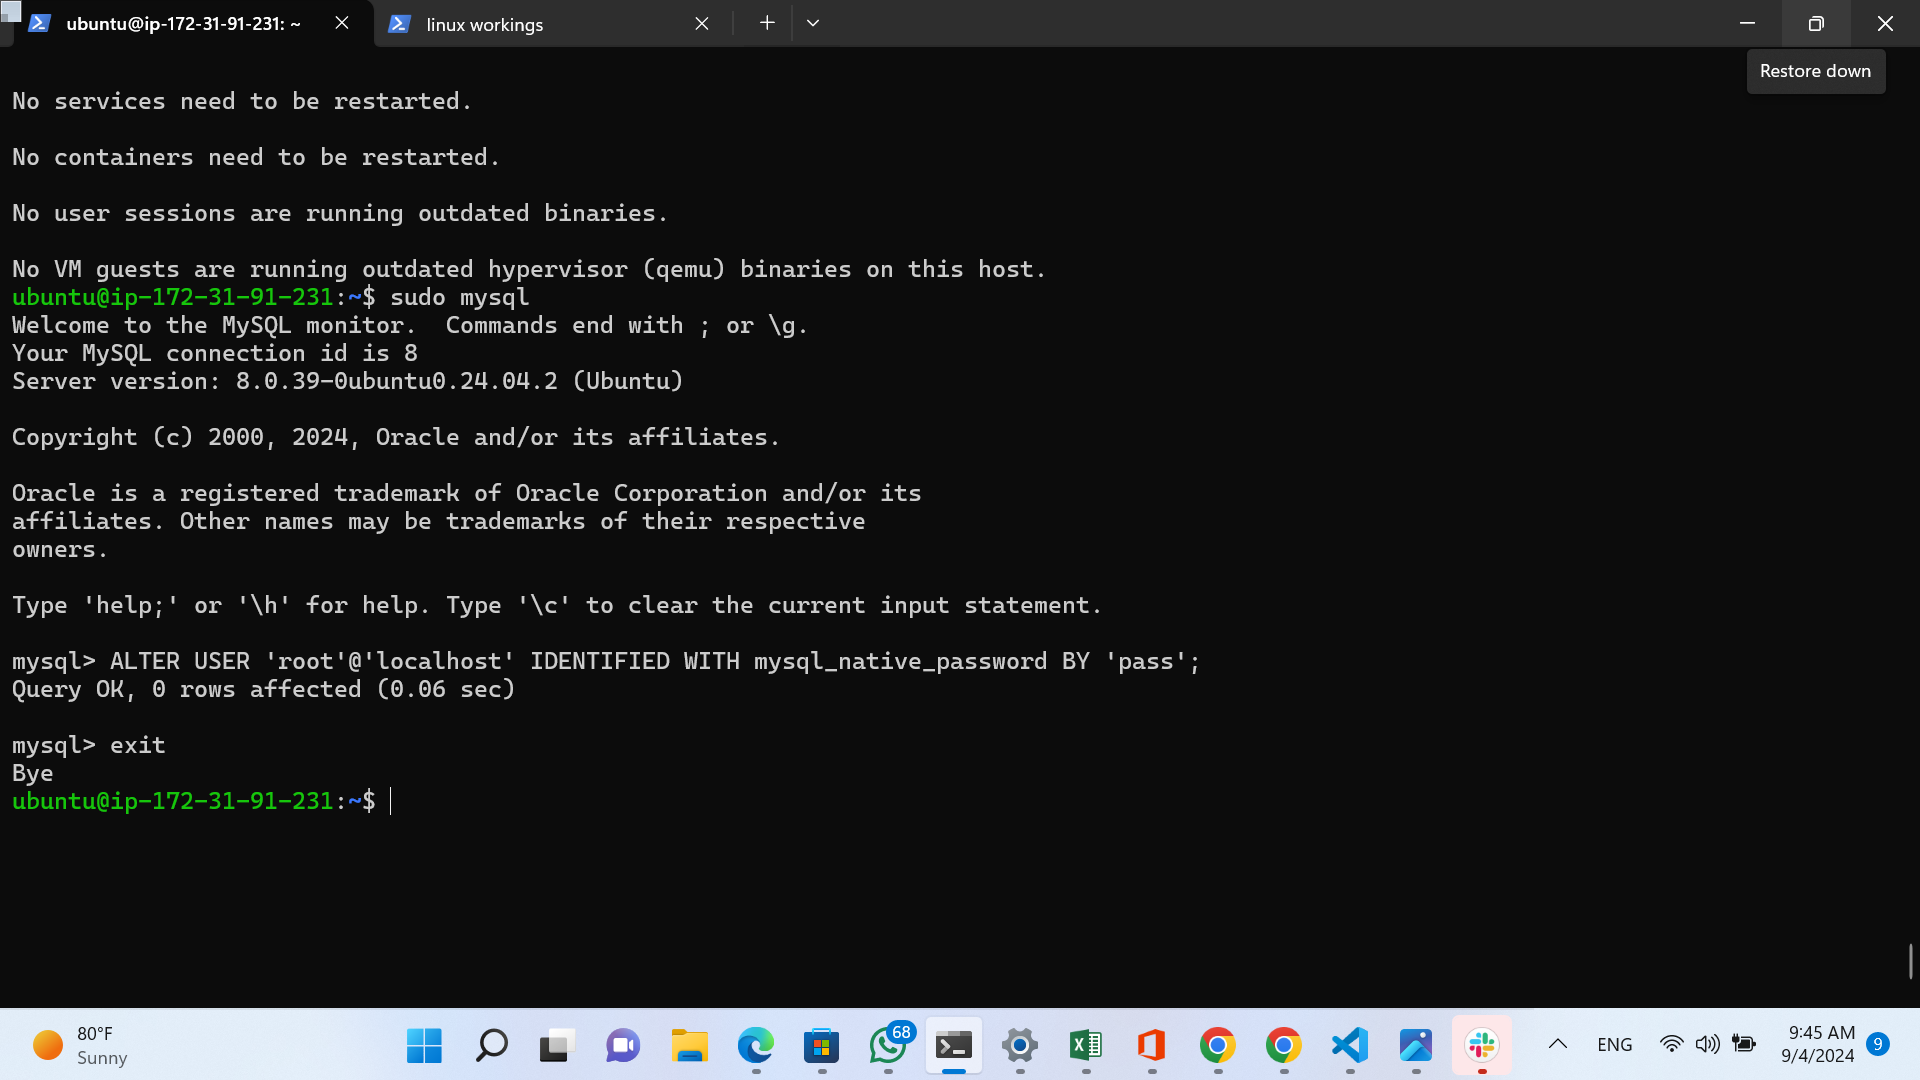 ubuntu@ip-172-31-91-231: ~
linux workings
Restore down
No services need to be restarted.
No containers need to be restarted.
No user sessions are running outdated binaries.
No VM guests are running outdated hypervisor (qemu) binaries on this host.
ubuntu@ip-172-31-91-231:~$ sudo mysql
Welcome to the MySQL monitor.  Commands end with ; or \g.
Your MySQL connection id is 8
Server version: 8.0.39-0ubuntu0.24.04.2 (Ubuntu)
Copyright (c) 2000, 2024, Oracle and/or its affiliates.
Oracle is a registered trademark of Oracle Corporation and/or its
affiliates. Other names may be trademarks of their respective
owners.
Type 'help;' or '\h' for help. Type '\c' to clear the current input statement.
mysql> ALTER USER 'root'@'localhost' IDENTIFIED WITH mysql_native_password BY 'pass';
Query OK, 0 rows affected (0.06 sec)
mysql> exit
Bye
ubuntu@ip-172-31-91-231:~$
80°F
Sunny
68
ENG
9:45 AM
9/4/2024
9